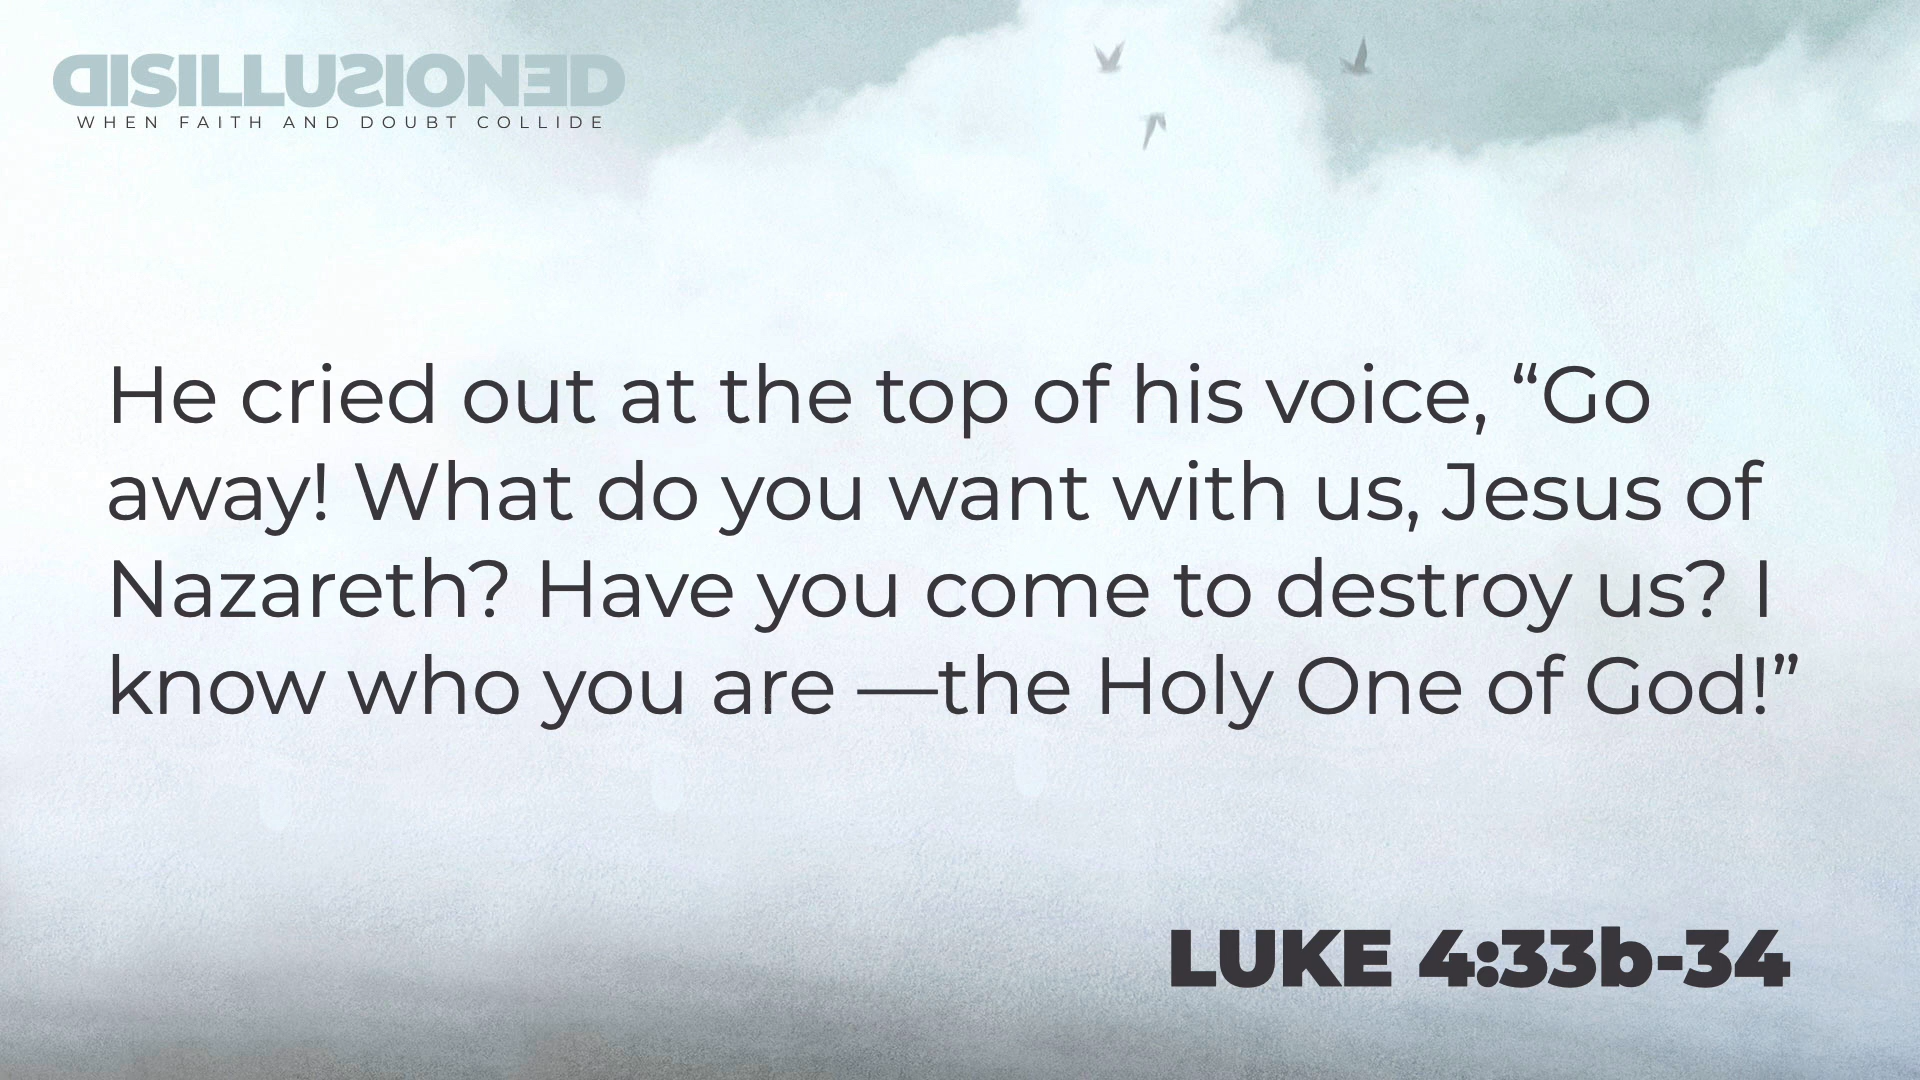 DISILLUSIONED
WHEN FAITH AND DOUBT COLLIDE
He cried out at the top of his voice, “Go
away! What do you want with us, Jesus of
Nazareth? Have you come to destroy us? I
know who you are —the Holy One of God!”
LUKE 4:33b-34